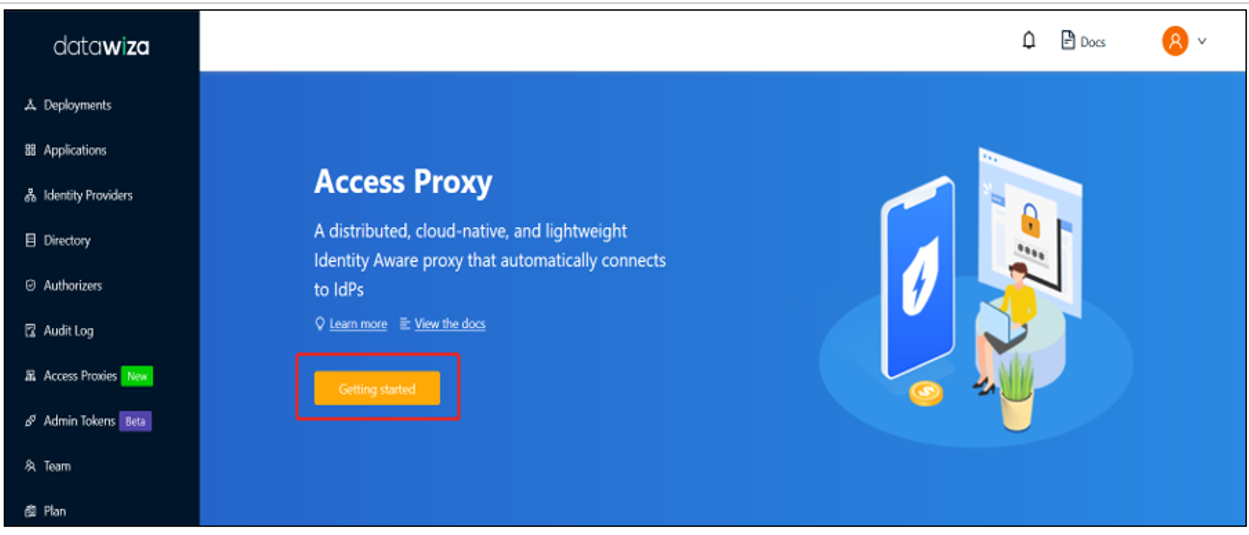 datawiza
Docs
Deployments
Applications
Identity Providers
Directory
Authorizers
Audit Log
Access Proxies New
Admin Tokens Beta
Team
Plan
Access Proxy
A distributed, cloud-native, and lightweight
Identity Aware proxy that automatically connects
to IdPs
Learn more View the docs
Getting started